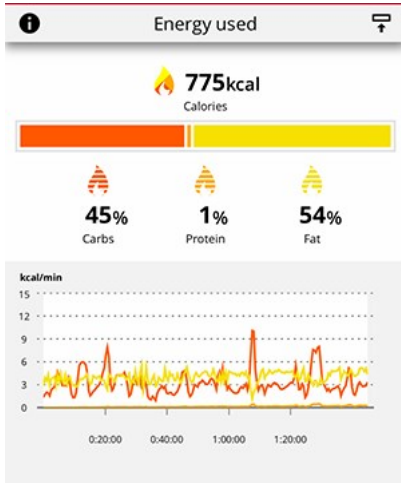 Energy used
775kcal
Calories
45% 1% 54%
Carbs Protein Fat
kcal/min
15
12
9
6
3
0
0:20:00 0:40:00 1:00:00 1:20:00